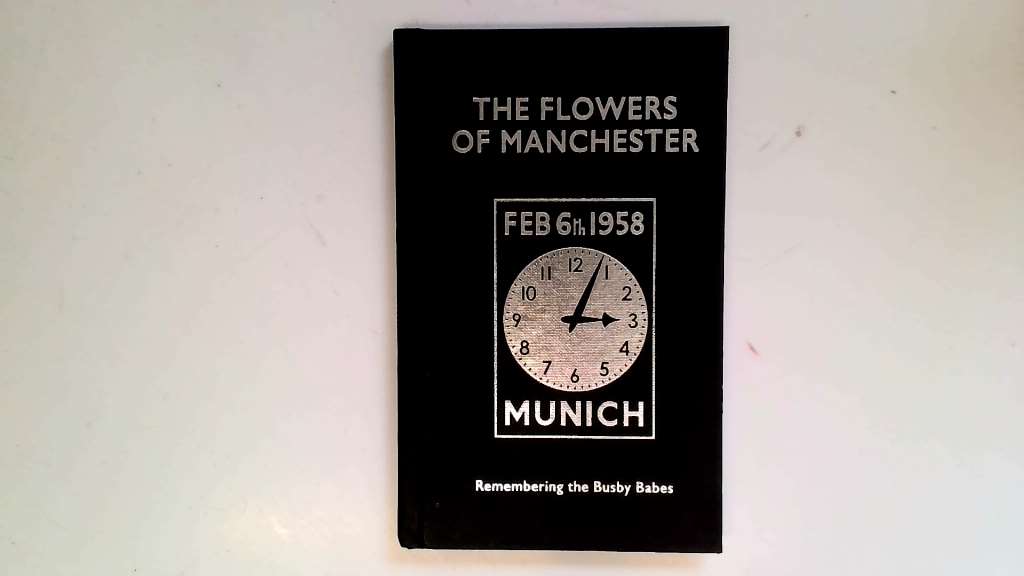 THE FLOWERS
OF MANCHESTER
FEB 6th 1958
12
11
1
10
2
9
3
8
4
7
5
6
MUNICH
Remembering the Busby Babes